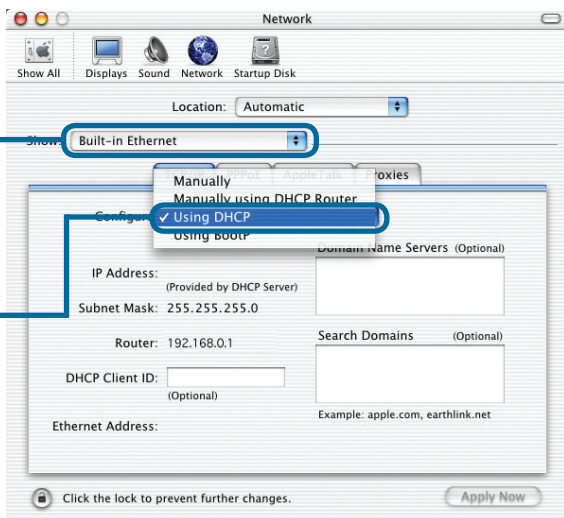 Network
Show All Displays Sound Network Startup Disk
Location: Automatic
Show: Built-in Ethernet
TCP/IP PPPoE AppleTalk Proxies
Manually
Manually using DHCP Router
Configure: ✓ Using DHCP
Using BootP
Domain Name Servers (Optional)
IP Address:
(Provided by DHCP Server)
Subnet Mask: 255.255.255.0
Router: 192.168.0.1
Search Domains (Optional)
DHCP Client ID:
(Optional)
Example: apple.com, earthlink.net
Ethernet Address:
Click the lock to prevent further changes.
Apply Now